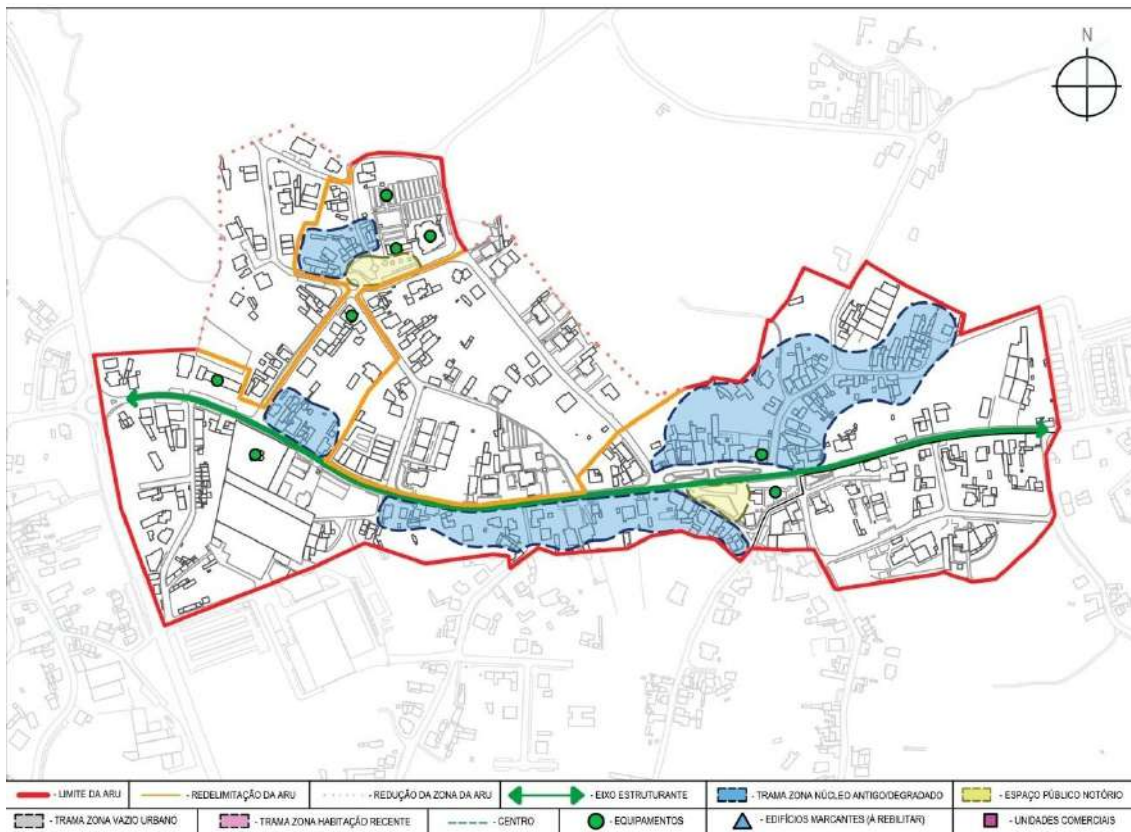 N
- LIMITE DA ARU - REDELIMITAÇÃO DA ARU - REDUÇÃO DA ZONA DA ARU - EIXO ESTRUTURANTE - TRAMA ZONA NÚCLEO ANTIGO/DEGRADADO - ESPAÇO PÚBLICO NOTÓRIO
- TRAMA ZONA VAZIO URBANO - TRAMA ZONA HABITAÇÃO RECENTE - CENTRO - EQUIPAMENTOS - EDIFÍCIOS MARCANTES (À REBILITAR) - UNIDADES COMERCIAIS